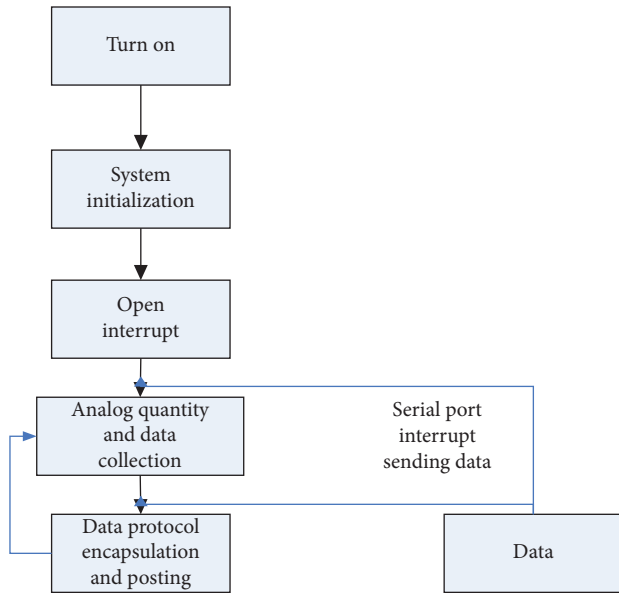 Turn on
System
initialization
Open
interrupt
Analog quantity
and data
collection
Serial port
interrupt
sending data
Data protocol
encapsulation
and posting
Data